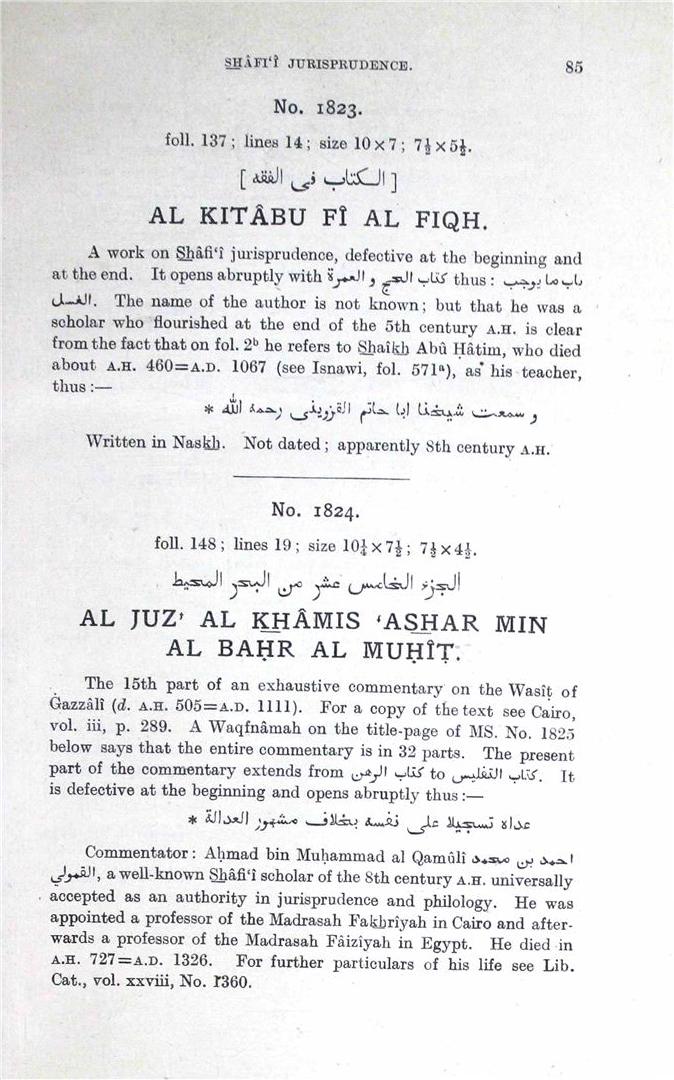 SHÂFI‘Î JURISPRUDENCE. 85
No. 1823.
foll. 137; lines 14; size 10 × 7; 7½ × 5½.
[ الكتاب فى الفقه ]
AL KITÂBU FÎ AL FIQH.
A work on Shâfi‘î jurisprudence, defective at the beginning and
at the end. It opens abruptly with كتاب الحج و العمرة thus: باب ما يوجب
الغسل. The name of the author is not known; but that he was a
scholar who flourished at the end of the 5th century A.H. is clear
from the fact that on fol. 2ᵇ he refers to Shaikh Abû Ḥâtim, who died
about A.H. 460=A.D. 1067 (see Isnawi, fol. 571ᵃ), as his teacher,
thus:—
و سمعت شيخنا ابا حاتم القزوينى رحمه الله *
Written in Naskh. Not dated; apparently 8th century A.H.
No. 1824.
foll. 148; lines 19; size 10¼ × 7½; 7½ × 4½.
الجزء الخامس عشر من البحر المحيط
AL JUZ’ AL KHÂMIS ‘ASHAR MIN
AL BAḤR AL MUḤÎṬ.
The 15th part of an exhaustive commentary on the Wasîṭ of
Ġazzâlî (d. A.H. 505=A.D. 1111). For a copy of the text see Cairo,
vol. iii, p. 289. A Waqfnâmah on the title-page of MS. No. 1825
below says that the entire commentary is in 32 parts. The present
part of the commentary extends from كتاب الرهن to كتاب التفليس. It
is defective at the beginning and opens abruptly thus:—
عداه تسجيلا على نفسه بخلاف مشهور العدالة *
Commentator: Aḥmad bin Muḥammad al Qamûlî احمد بن محمد
القمولي, a well-known Shâfi‘î scholar of the 8th century A.H. universally
accepted as an authority in jurisprudence and philology. He was
appointed a professor of the Madrasah Fakhrîyah in Cairo and after-
wards a professor of the Madrasah Fâizîyah in Egypt. He died in
A.H. 727=A.D. 1326. For further particulars of his life see Lib.
Cat., vol. xxviii, No. 1360.